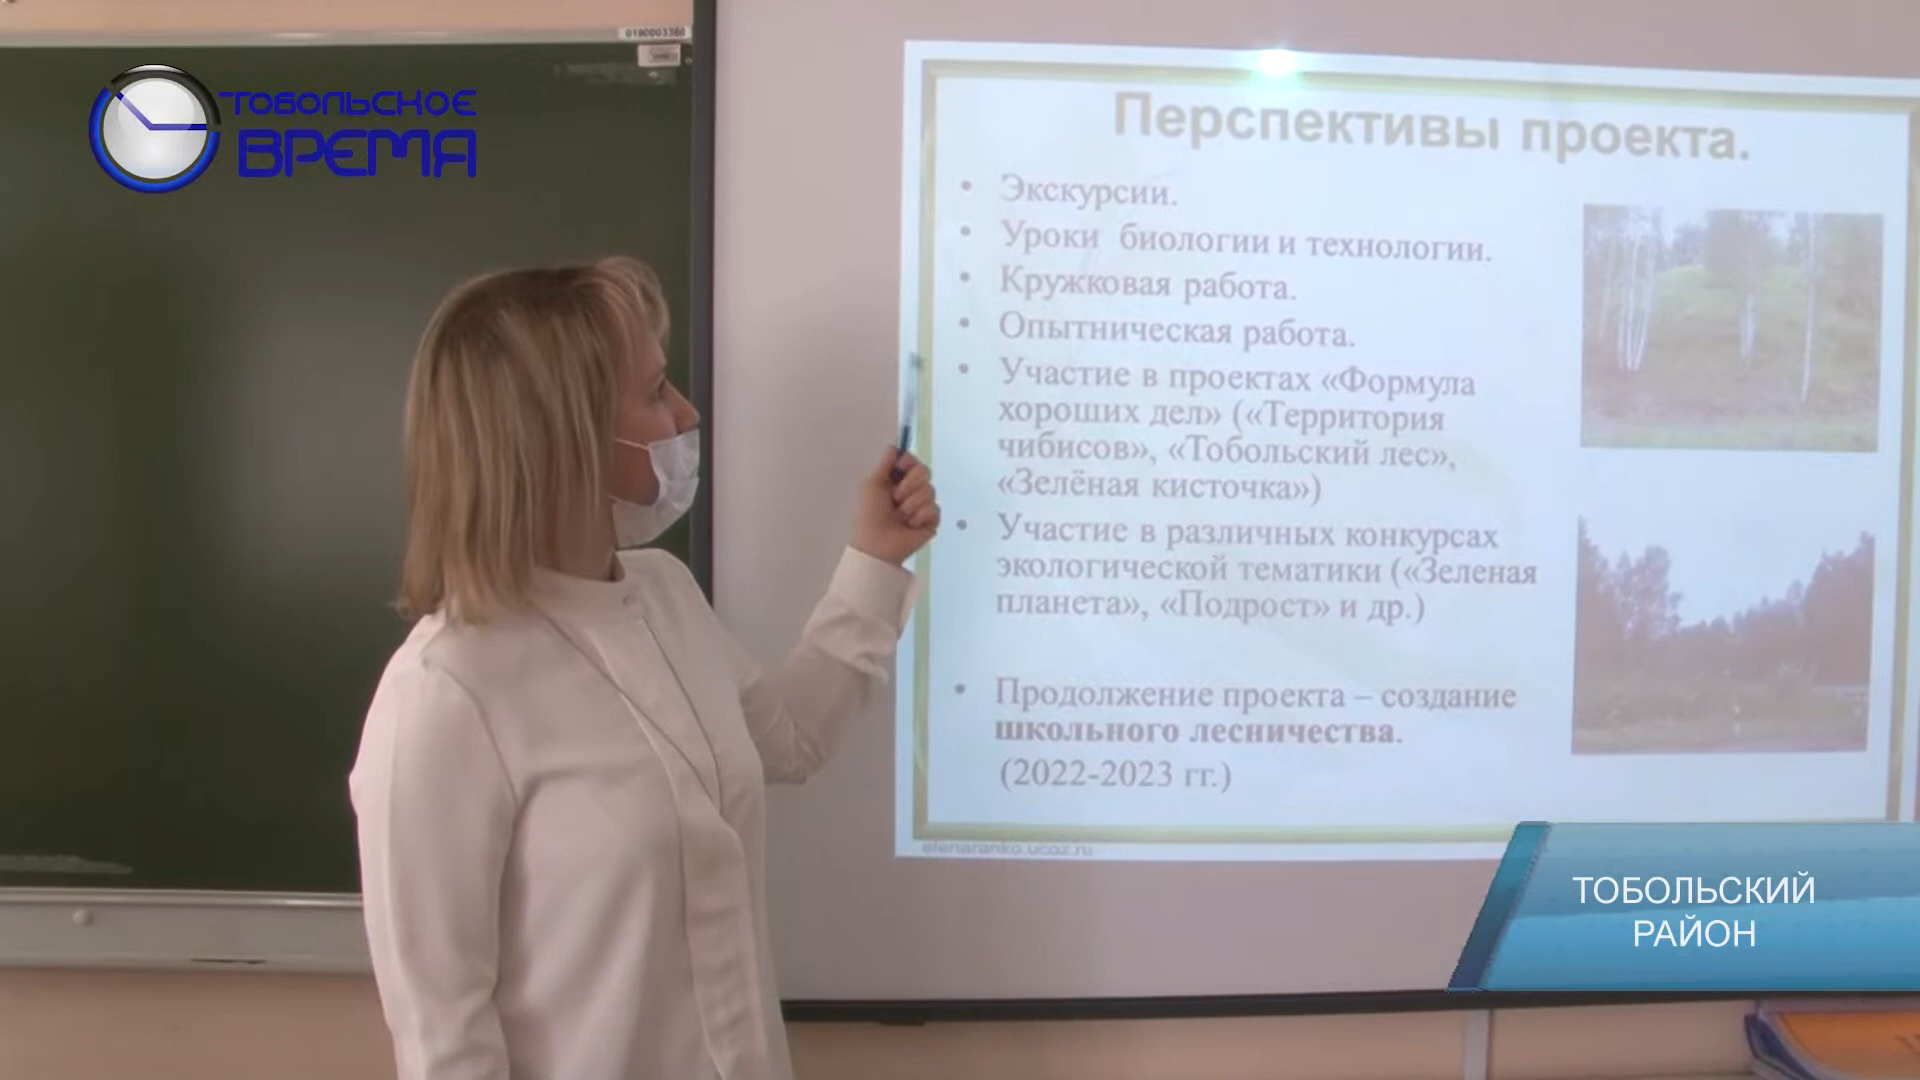 0190003368
ТОБОЛЬСКОЕ
ВРЕМЯ
Перспективы проекта.
• Экскурсии.
• Уроки биологии и технологии.
• Кружковая работа.
• Опытническая работа.
• Участие в проектах «Формула
хороших дел» («Территория
чибисов», «Тобольский лес»,
«Зелёная кисточка»)
• Участие в различных конкурсах
экологической тематики («Зеленая
планета», «Подрост» и др.)
• Продолжение проекта – создание
школьного лесничества.
(2022-2023 гг.)
elenaranko.ucoz.ru
ТОБОЛЬСКИЙ
РАЙОН